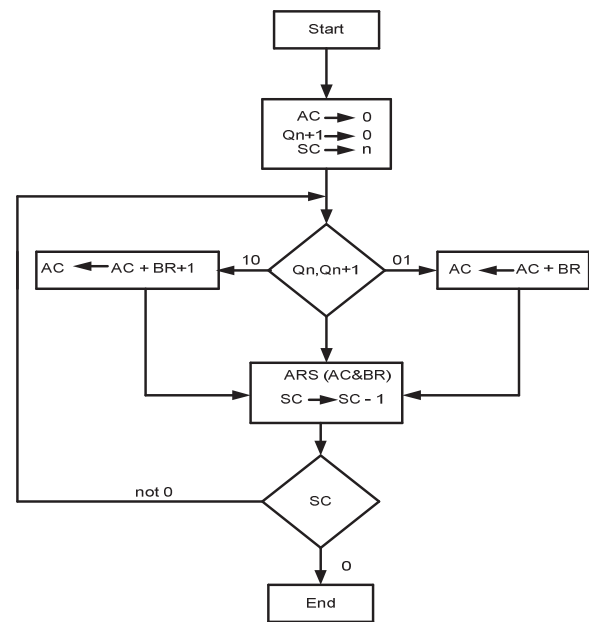 Start
AC → 0
Qn+1 → 0
SC → n
AC ← AC + BR+1
10
Qn,Qn+1
01
AC ← AC + BR
ARS (AC&BR)
SC → SC - 1
not 0
SC
0
End